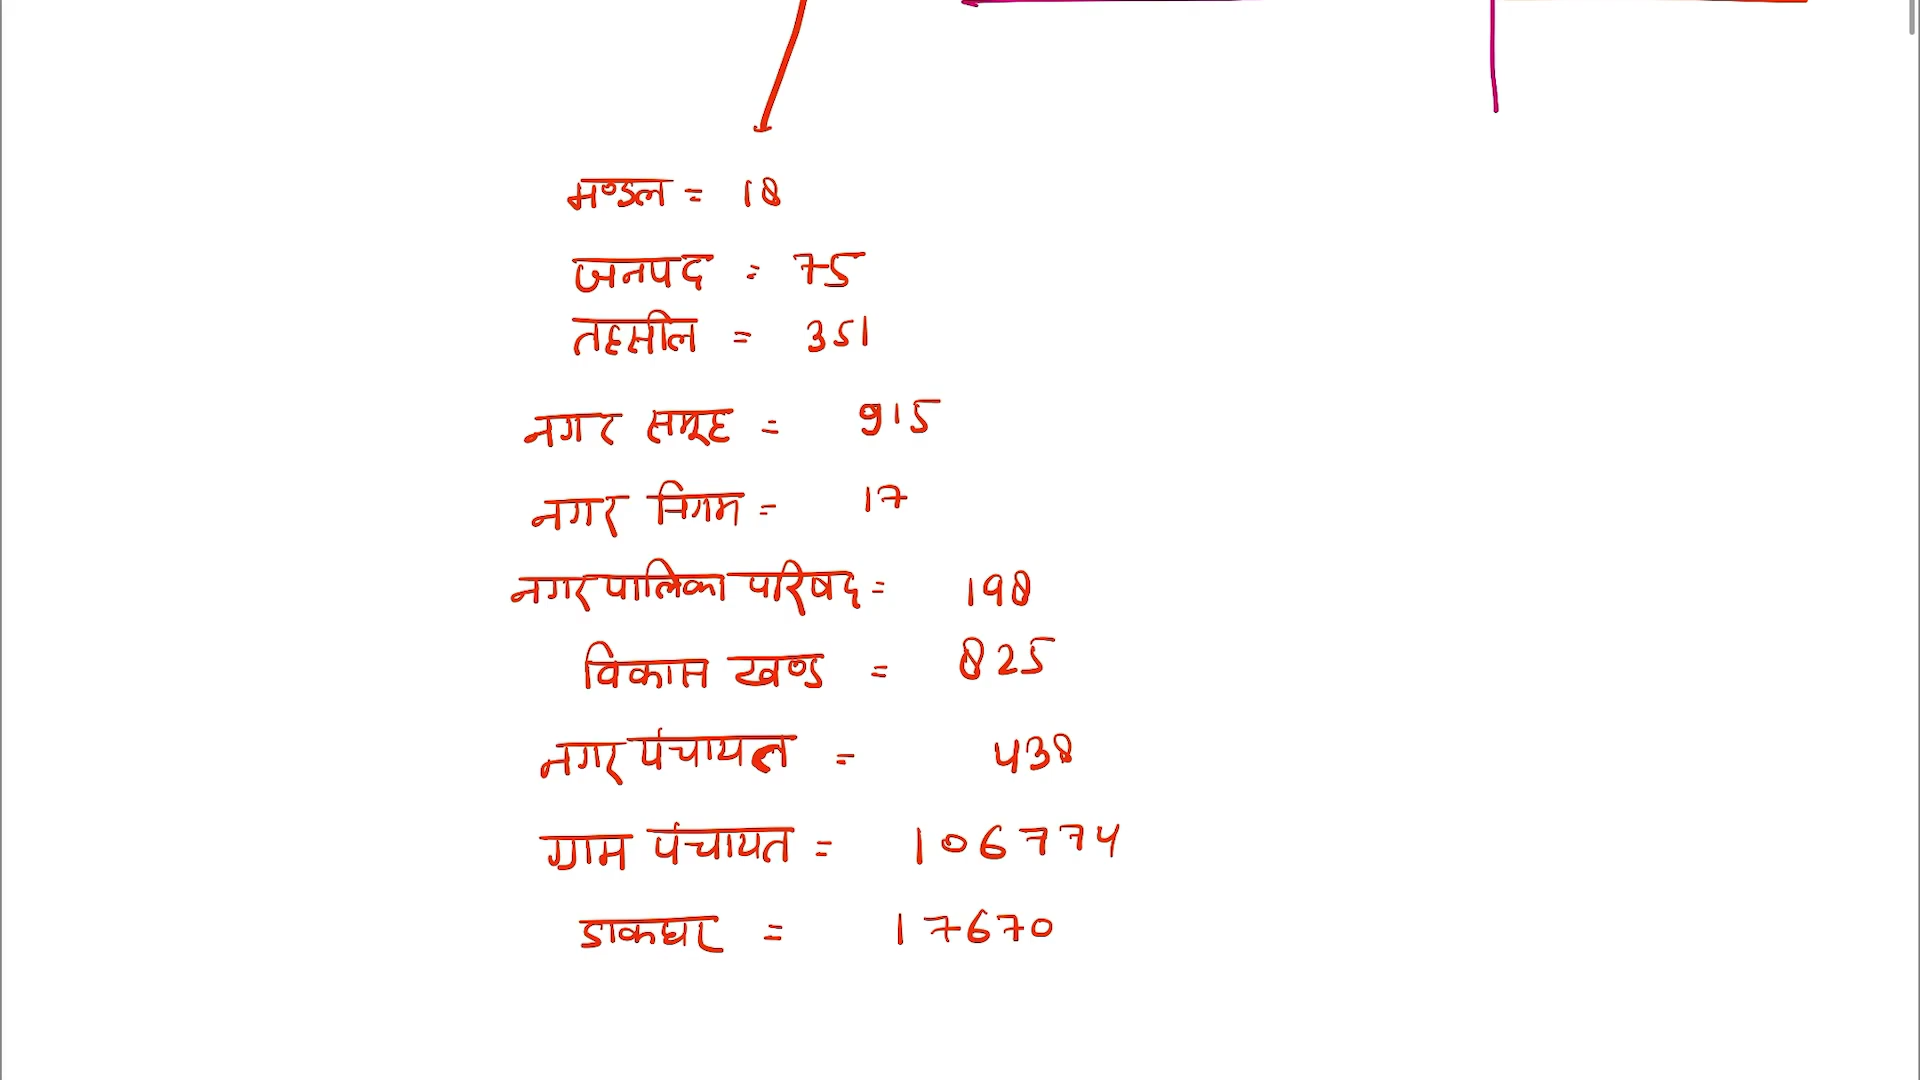 मण्डल = 18
जनपद = 75
तहसील = 351
नगर समूह = 915
नगर निगम = 17
नगर पालिका परिषद = 198
विकास खण्ड = 825
नगर पंचायत = 438
ग्राम पंचायत = 106774
डाकघर = 17670